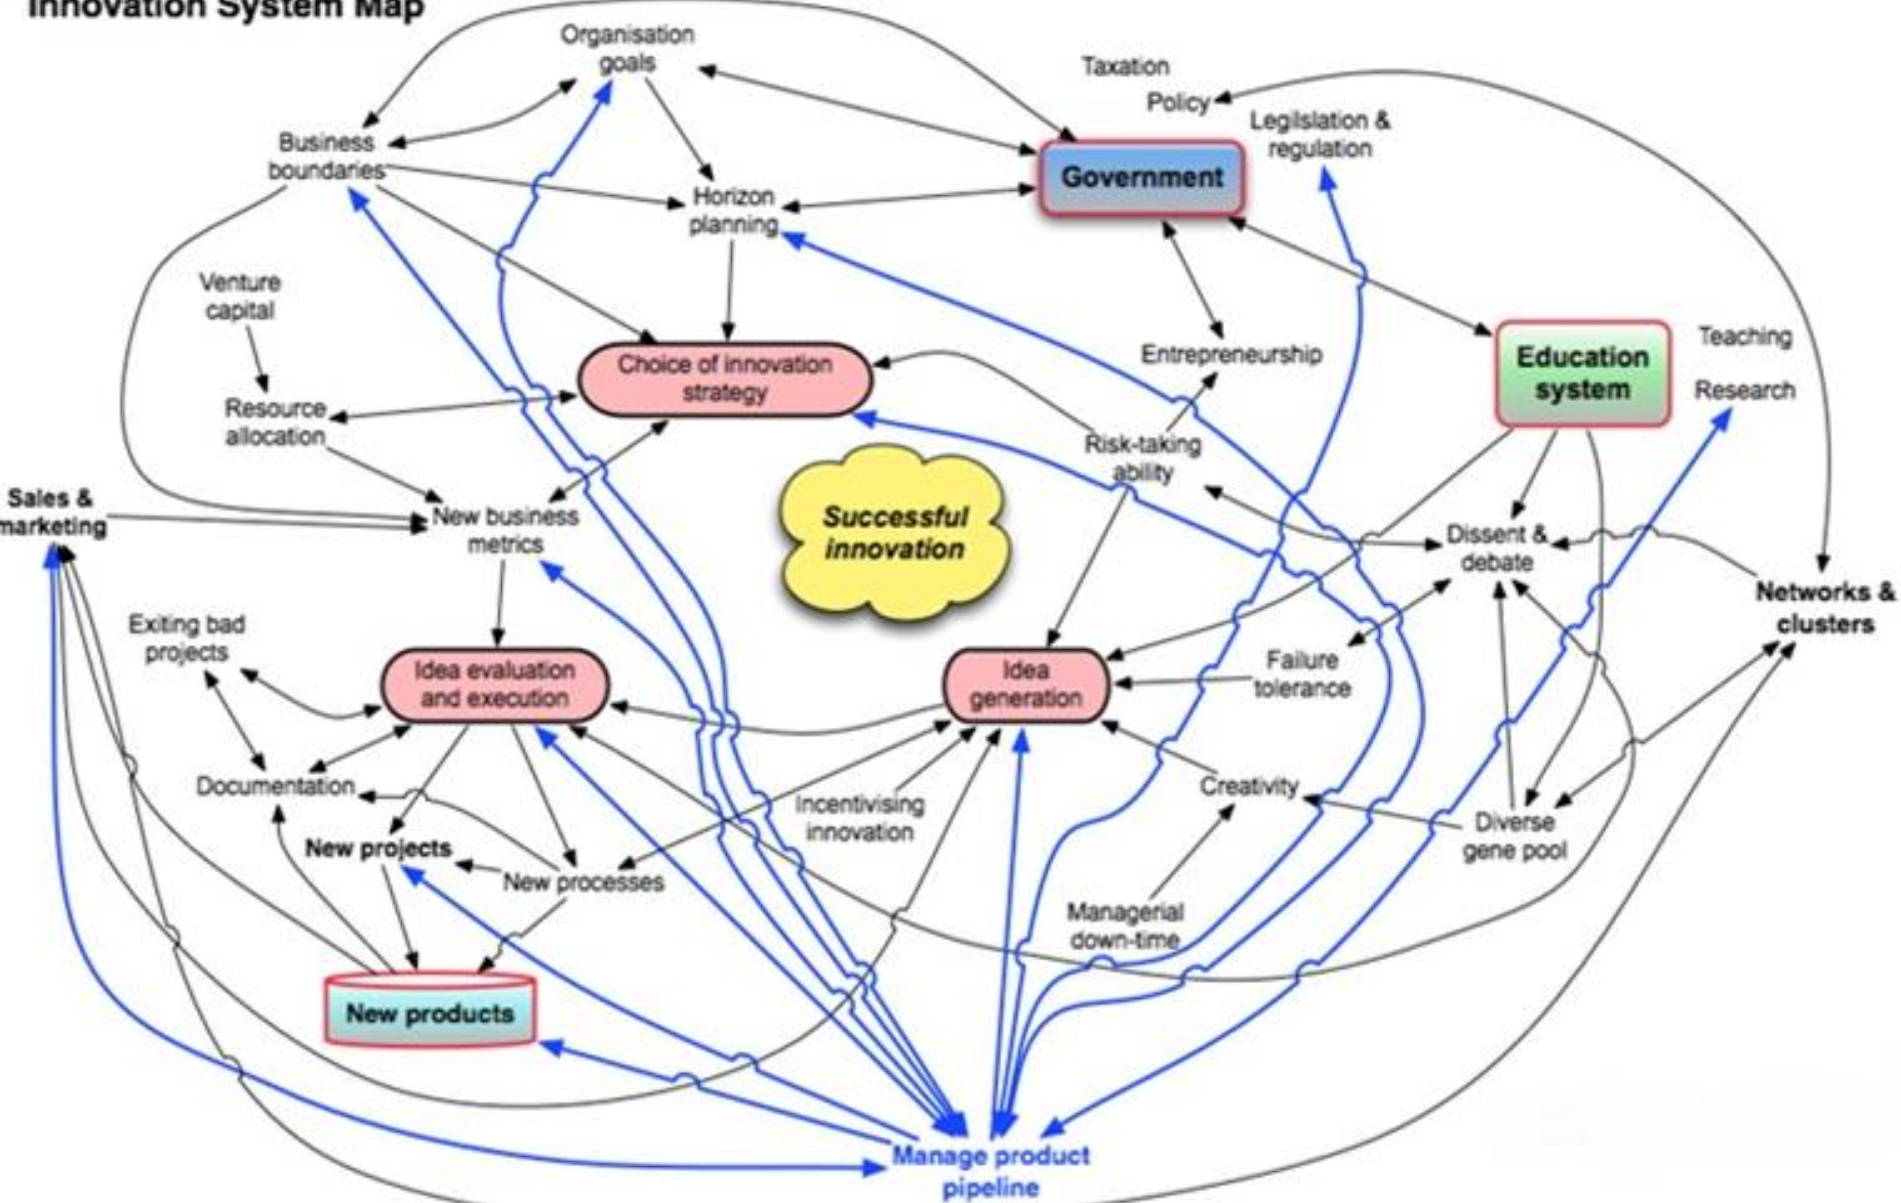 Innovation System Map
Organisation
goals
Taxation
Policy
Legilslation &
regulation
Business
boundaries
Government
Horizon
planning
Venture
capital
Entrepreneurship
Education
system
Teaching
Research
Choice of innovation
strategy
Resource
allocation
Risk-taking
ability
Sales &
marketing
New business
metrics
Successful
innovation
Dissent &
debate
Networks &
clusters
Exiting bad
projects
Idea evaluation
and execution
Idea
generation
Failure
tolerance
Documentation
Incentivising
innovation
Creativity
New projects
New processes
Diverse
gene pool
Managerial
down-time
New products
Manage product
pipeline